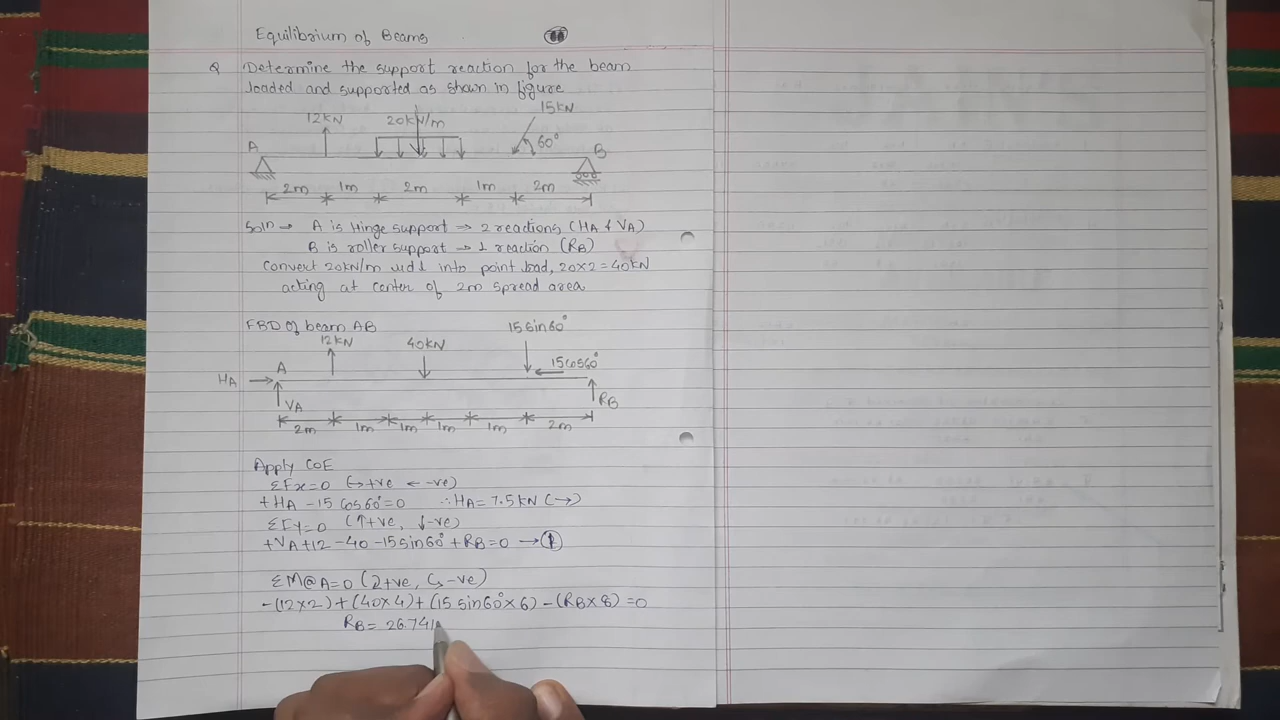 Equilibrium of Beams
Q Determine the support reaction for the beam
loaded and supported as shown in figure
12KN 20KN/m 15KN
60°
A B
2m 1m 2m 1m 2m
Soln → A is Hinge support → 2 reactions (HA & VA)
B is roller support → 1 reaction (RB)
Convert 20KN/m udl into point load, 20×2=40KN
acting at center of 2m spread area
FBD of beam AB
12KN 40KN 15sin60°
A 15cos60°
HA →
VA RB
2m 1m 1m 1m 1m 2m
Apply COE
ΣFx=0 (→+ve ←-ve)
+HA -15 cos60°=0 ∴HA=7.5KN (→)
ΣFy=0 (↑+ve, ↓-ve)
+VA+12-40-15sin60°+RB=0 →①
ΣM@A=0 (↻+ve, ↺-ve)
-(12×2)+(40×4)+(15 sin60°×6)-(RB×8)=0
RB= 26.741